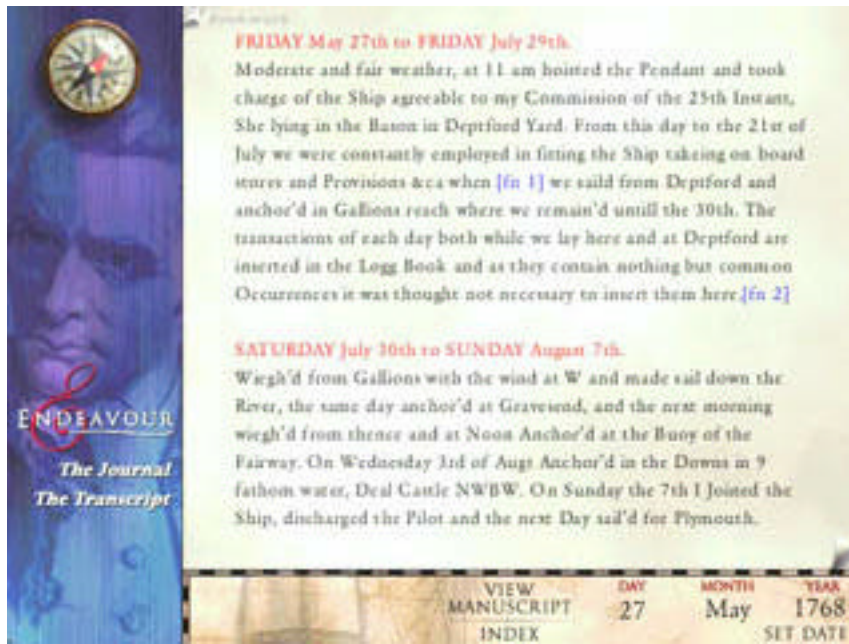 Bookmark
FRIDAY May 27th to FRIDAY July 29th.
Moderate and fair weather, at 11 am hoisted the Pendant and took
charge of the Ship agreeable to my Commission of the 25th Instant,
She lying in the Bason in Deptford Yard. From this day to the 21st of
July we were constantly employed in fitting the Ship takeing on board
stores and Provisions &ca when [fn 1] we saild from Deptford and
anchor'd in Gallions reach where we remain'd untill the 30th. The
transactions of each day both while we lay here and at Deptford are
inserted in the Logg Book and as they contain nothing but common
Occurrences it was thought not necessary to insert them here.[fn 2]
SATURDAY July 30th to SUNDAY August 7th.
Wiegh'd from Gallions with the wind at W and made sail down the
River, the same day anchor'd at Gravesend, and the next morning
wiegh'd from thence and at Noon Anchor'd at the Buoy of the
Fairway. On Wednesday 3rd of Augt Anchor'd in the Downs in 9
fathom water, Deal Castle NWBW. On Sunday the 7th I Joined the
Ship, discharged the Pilot and the next Day sail'd for Plymouth.
ENDEAVOUR
The Journal
The Transcript
VIEW
MANUSCRIPT
INDEX
DAY
27
MONTH
May
YEAR
1768
SET DATE